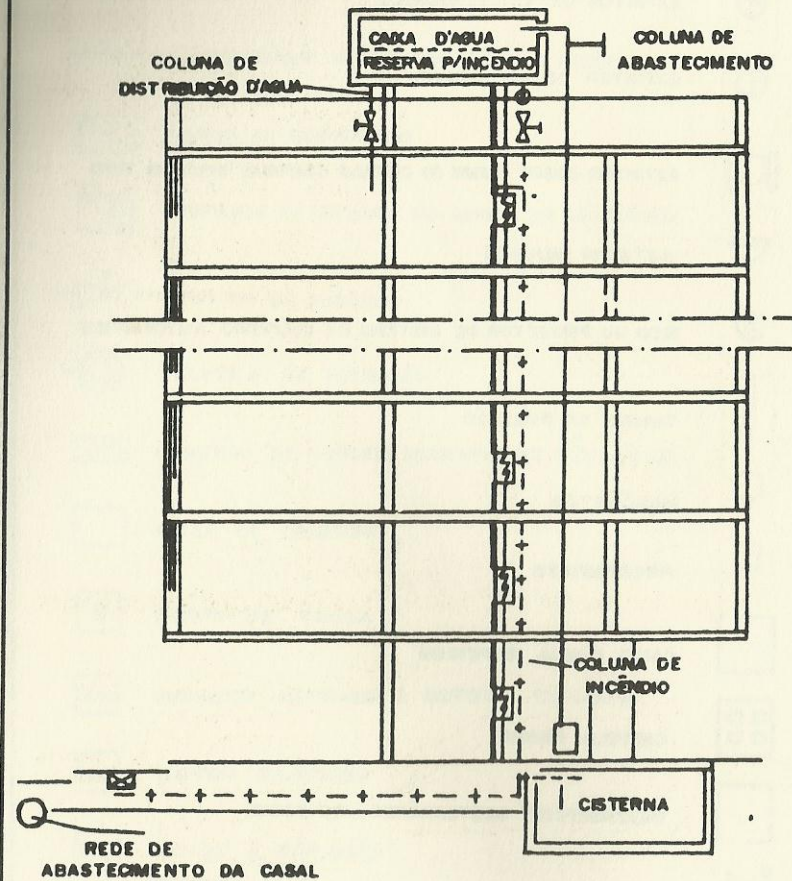 CAIXA D'AGUA
RESERVA P/INCENDIO
COLUNA DE
DISTRIBUIÇÃO D'AGUA
COLUNA DE
ABASTECIMENTO
COLUNA DE
INCÊNDIO
CISTERNA
REDE DE
ABASTECIMENTO DA CASAL